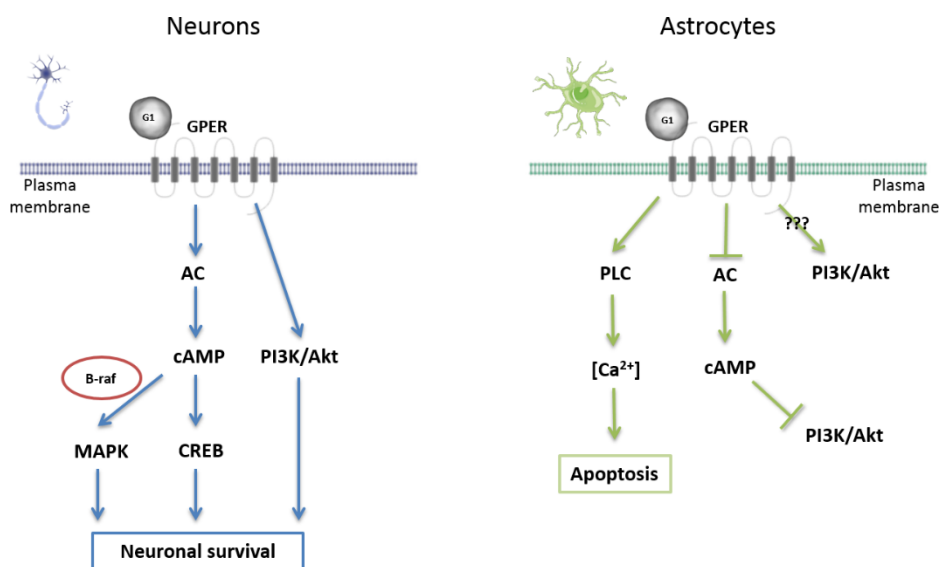 Neurons
G1
GPER
Plasma
membrane
AC
cAMP
PI3K/Akt
B-raf
MAPK
CREB
Neuronal survival
Astrocytes
G1
GPER
Plasma
membrane
???
PLC
AC
PI3K/Akt
[Ca²⁺]
cAMP
PI3K/Akt
Apoptosis